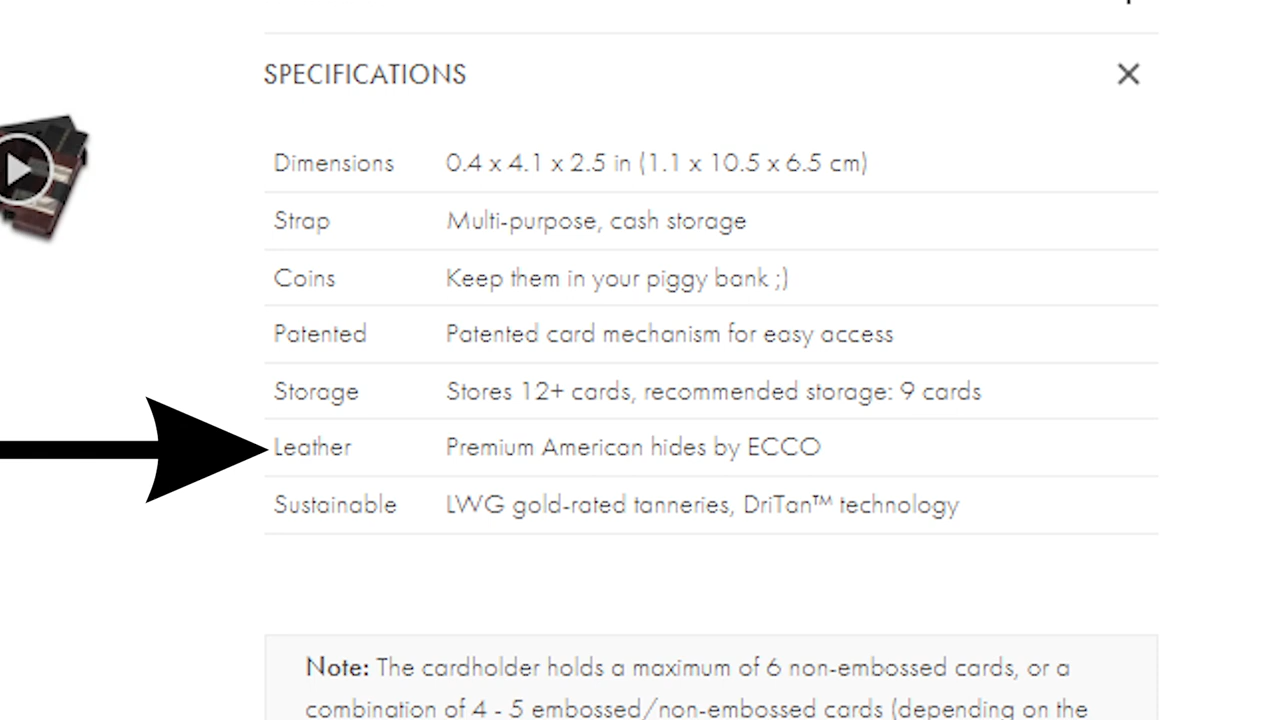 SPECIFICATIONS
Dimensions 0.4 x 4.1 x 2.5 in (1.1 x 10.5 x 6.5 cm)
Strap Multi-purpose, cash storage
Coins Keep them in your piggy bank ;)
Patented Patented card mechanism for easy access
Storage Stores 12+ cards, recommended storage: 9 cards
Leather Premium American hides by ECCO
Sustainable LWG gold-rated tanneries, DriTan™ technology
Note: The cardholder holds a maximum of 6 non-embossed cards, or a
combination of 4 - 5 embossed/non-embossed cards (depending on the